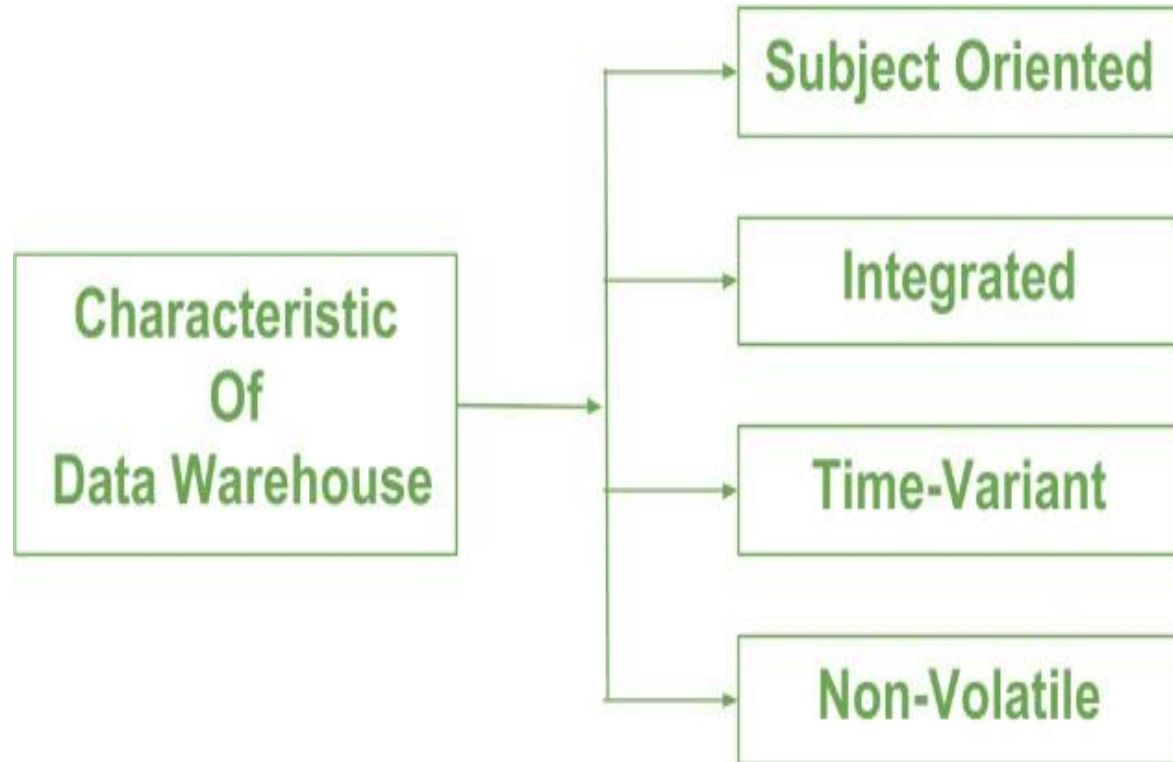 Characteristic
Of
Data Warehouse
Subject Oriented
Integrated
Time-Variant
Non-Volatile